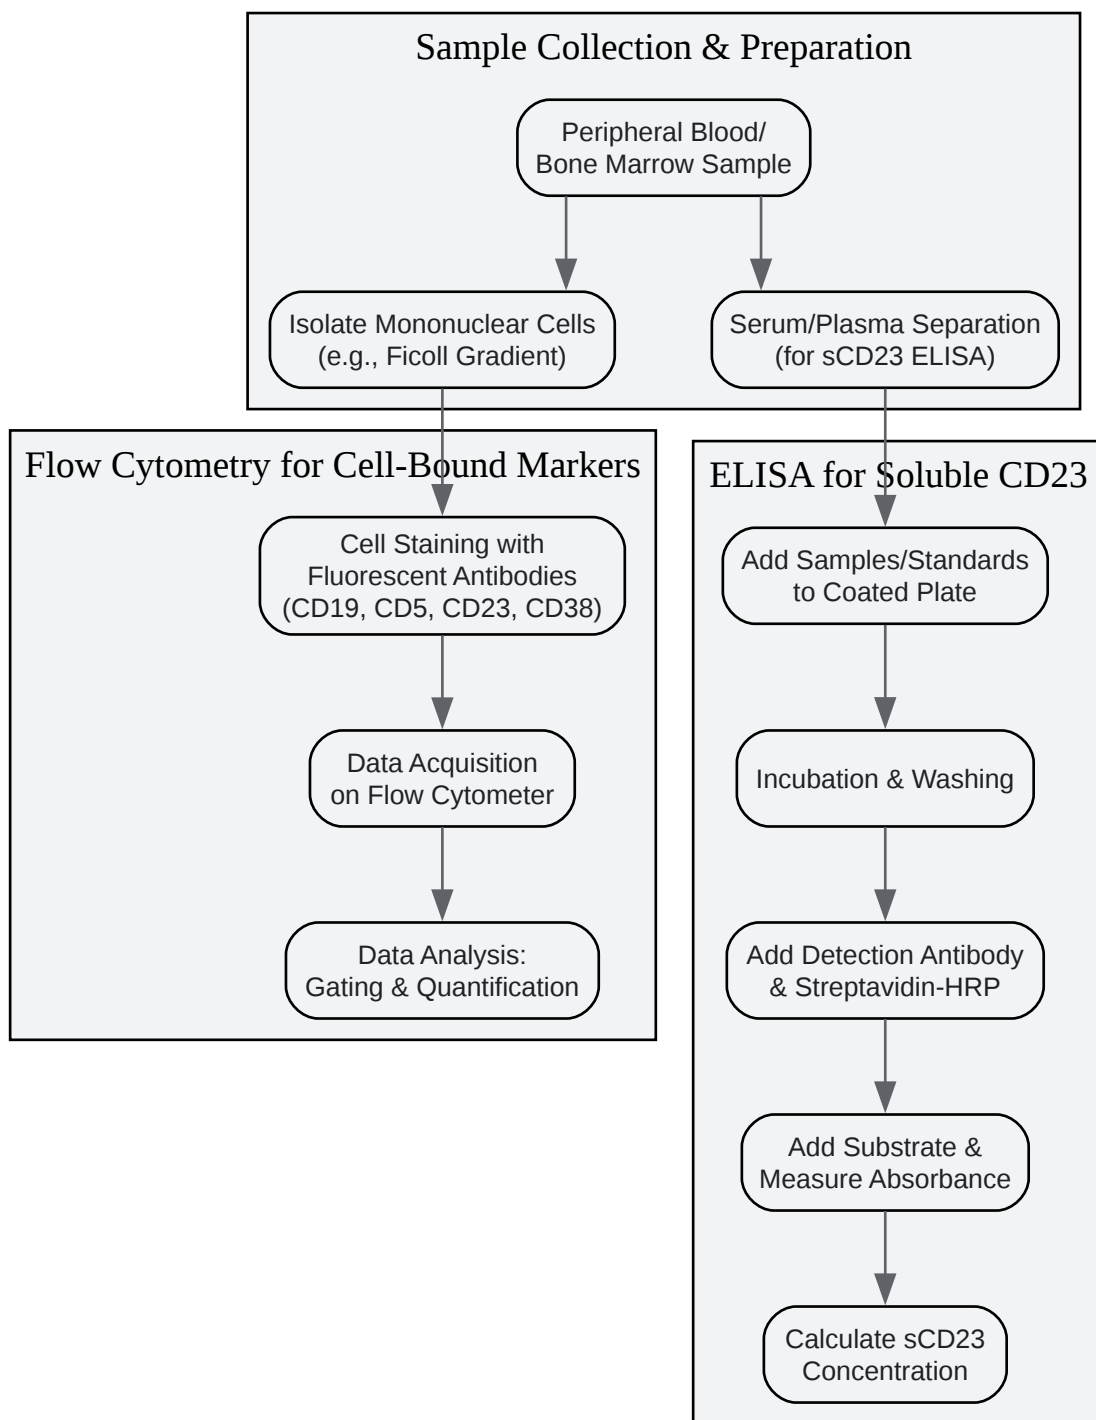 Sample Collection & Preparation
Peripheral Blood/
Bone Marrow Sample
Isolate Mononuclear Cells
(e.g., Ficoll Gradient)
Serum/Plasma Separation
(for sCD23 ELISA)
Flow Cytometry for Cell-Bound Markers
Cell Staining with
Fluorescent Antibodies
(CD19, CD5, CD23, CD38)
Data Acquisition
on Flow Cytometer
Data Analysis:
Gating & Quantification
ELISA for Soluble CD23
Add Samples/Standards
to Coated Plate
Incubation & Washing
Add Detection Antibody
& Streptavidin-HRP
Add Substrate &
Measure Absorbance
Calculate sCD23
Concentration